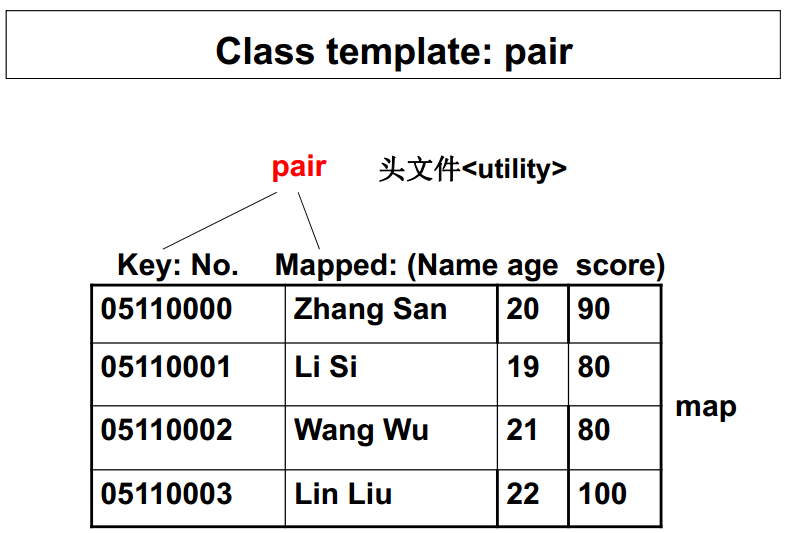 Class template: pair
pair 头文件<utility>
Key: No. Mapped: (Name age score)
05110000 Zhang San 20 90
05110001 Li Si 19 80
map
05110002 Wang Wu 21 80
05110003 Lin Liu 22 100